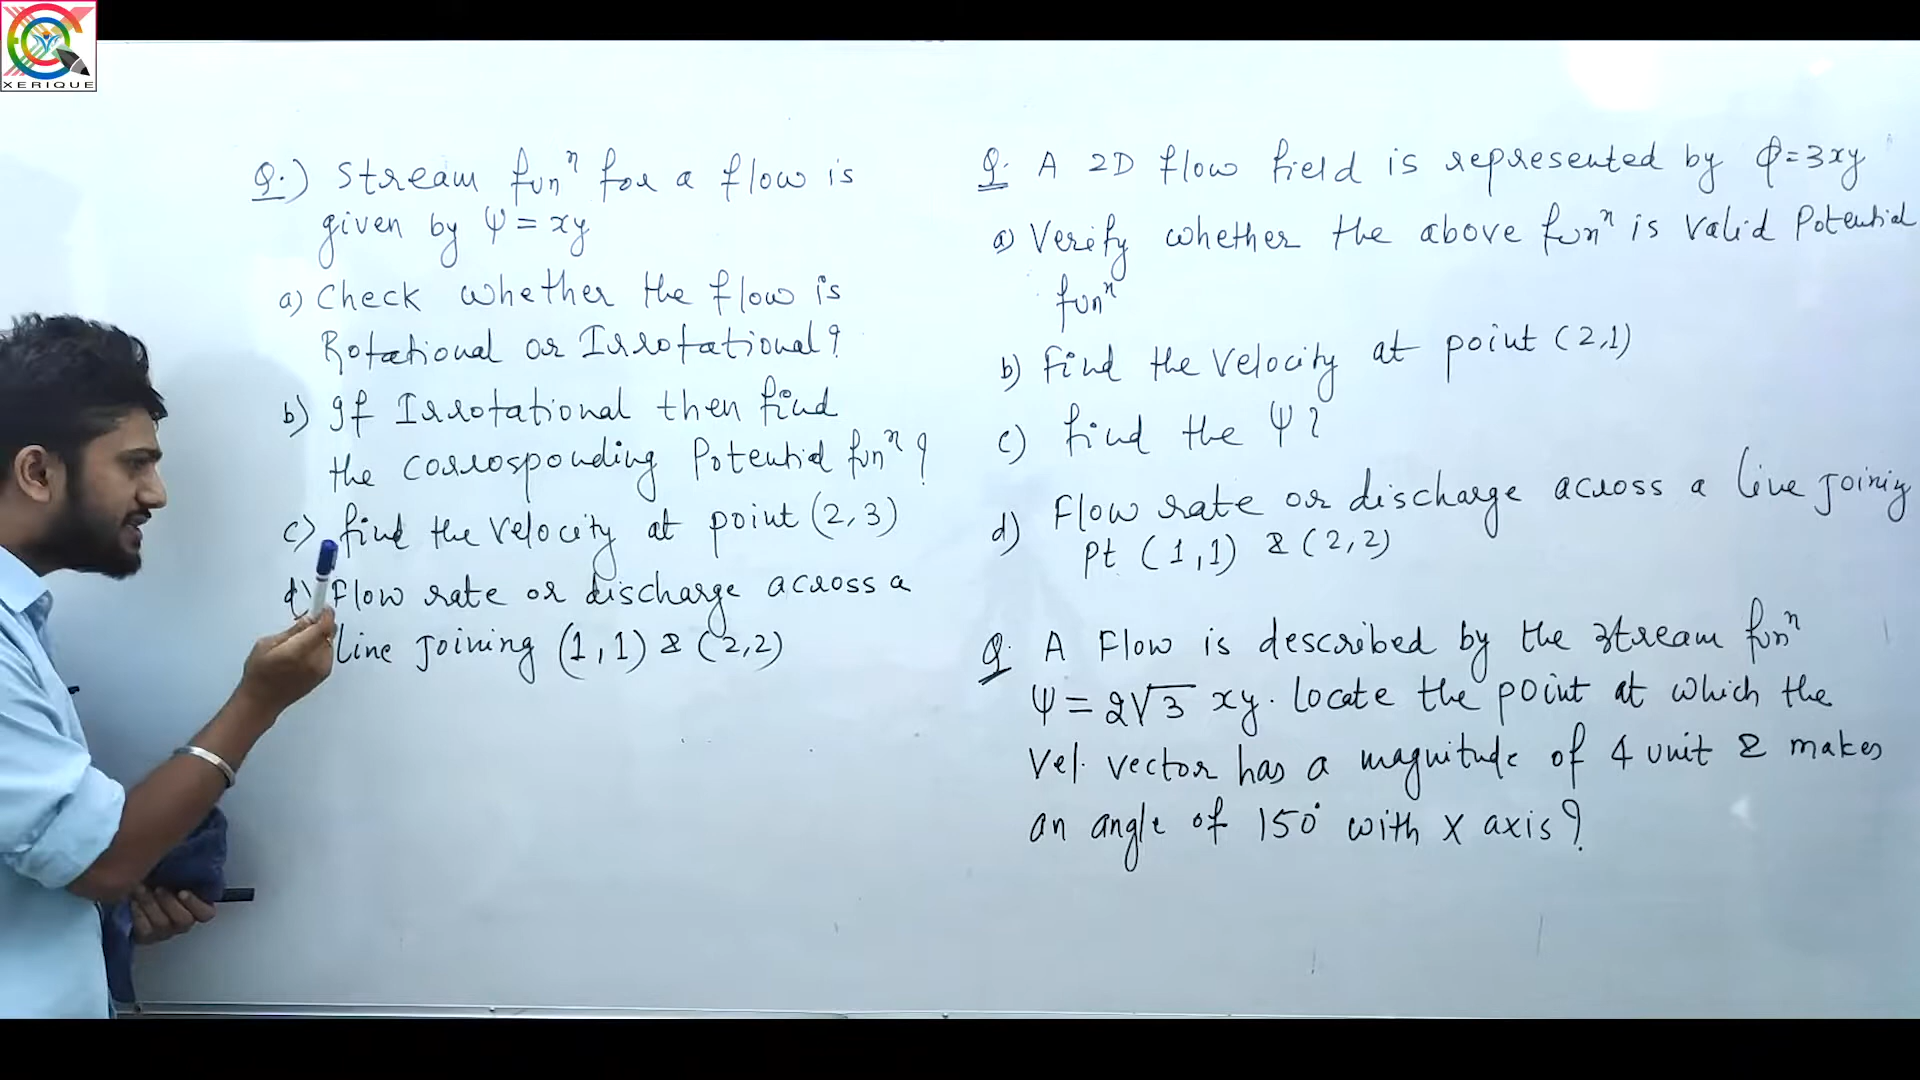 XERIQUE
Q.) Stream funⁿ for a flow is
given by ψ = xy
a) Check whether the flow is
Rotational or Irrotational?
b) If Irrotational then find
the corrosponding Potential funⁿ?
c) find the velocity at point (2,3)
d) Flow rate or discharge across a
line joining (1,1) & (2,2)
Q. A 2D flow field is represented by φ=3xy
a) Verify whether the above funⁿ is valid Potential
funⁿ
b) Find the velocity at point (2,1)
c) find the ψ?
d) Flow rate or discharge across a line joining
pt (1,1) & (2,2)
Q. A Flow is described by the stream funⁿ
ψ = 2√3 xy. Locate the point at which the
vel. vector has a magnitude of 4 unit & makes
an angle of 150° with X axis?